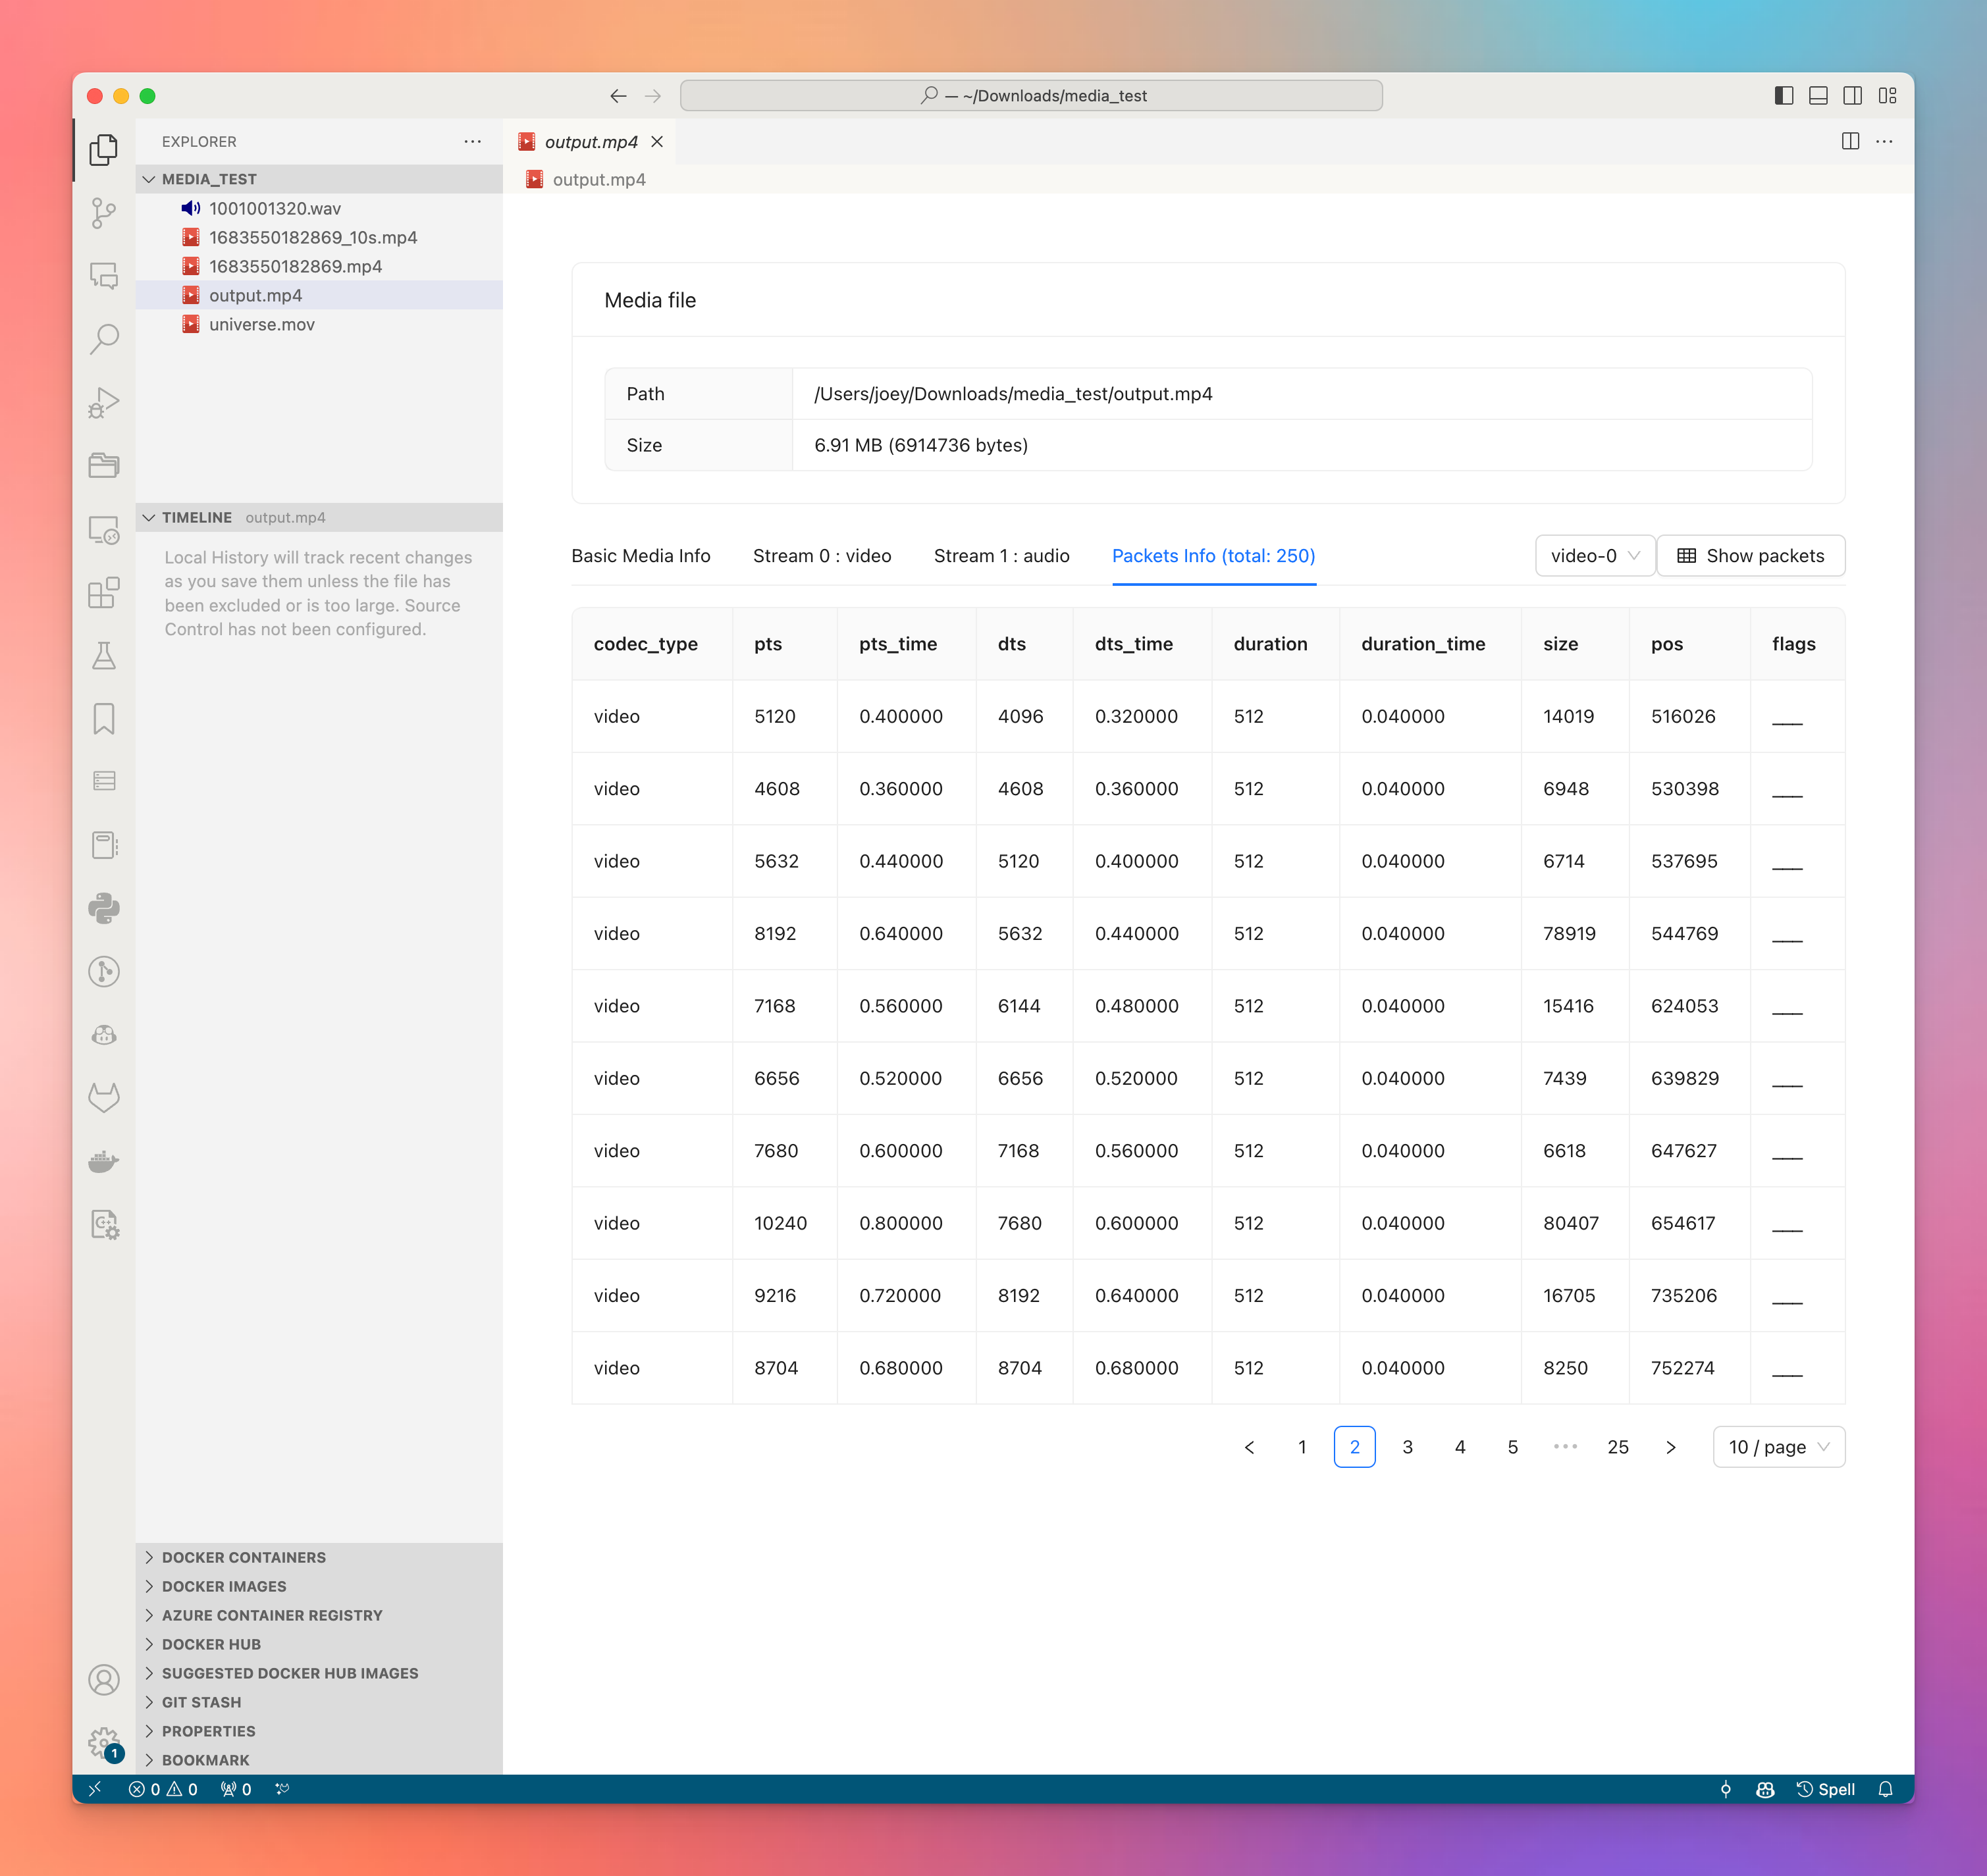 — ~/Downloads/media_test
EXPLORER
output.mp4
MEDIA_TEST
output.mp4
1001001320.wav
1683550182869_10s.mp4
1683550182869.mp4
output.mp4
universe.mov
Media file
Path /Users/joey/Downloads/media_test/output.mp4
Size 6.91 MB (6914736 bytes)
TIMELINE output.mp4
Local History will track recent changes
as you save them unless the file has
been excluded or is too large. Source
Control has not been configured.
Basic Media Info Stream 0 : video Stream 1 : audio Packets Info (total: 250) video-0 Show packets
codec_type pts pts_time dts dts_time duration duration_time size pos flags
video 5120 0.400000 4096 0.320000 512 0.040000 14019 516026 ___
video 4608 0.360000 4608 0.360000 512 0.040000 6948 530398 ___
video 5632 0.440000 5120 0.400000 512 0.040000 6714 537695 ___
video 8192 0.640000 5632 0.440000 512 0.040000 78919 544769 ___
video 7168 0.560000 6144 0.480000 512 0.040000 15416 624053 ___
video 6656 0.520000 6656 0.520000 512 0.040000 7439 639829 ___
video 7680 0.600000 7168 0.560000 512 0.040000 6618 647627 ___
video 10240 0.800000 7680 0.600000 512 0.040000 80407 654617 ___
video 9216 0.720000 8192 0.640000 512 0.040000 16705 735206 ___
video 8704 0.680000 8704 0.680000 512 0.040000 8250 752274 ___
< 1 2 3 4 5 ••• 25 > 10 / page
DOCKER CONTAINERS
DOCKER IMAGES
AZURE CONTAINER REGISTRY
DOCKER HUB
SUGGESTED DOCKER HUB IMAGES
GIT STASH
PROPERTIES
BOOKMARK
1
0 0 0 Spell